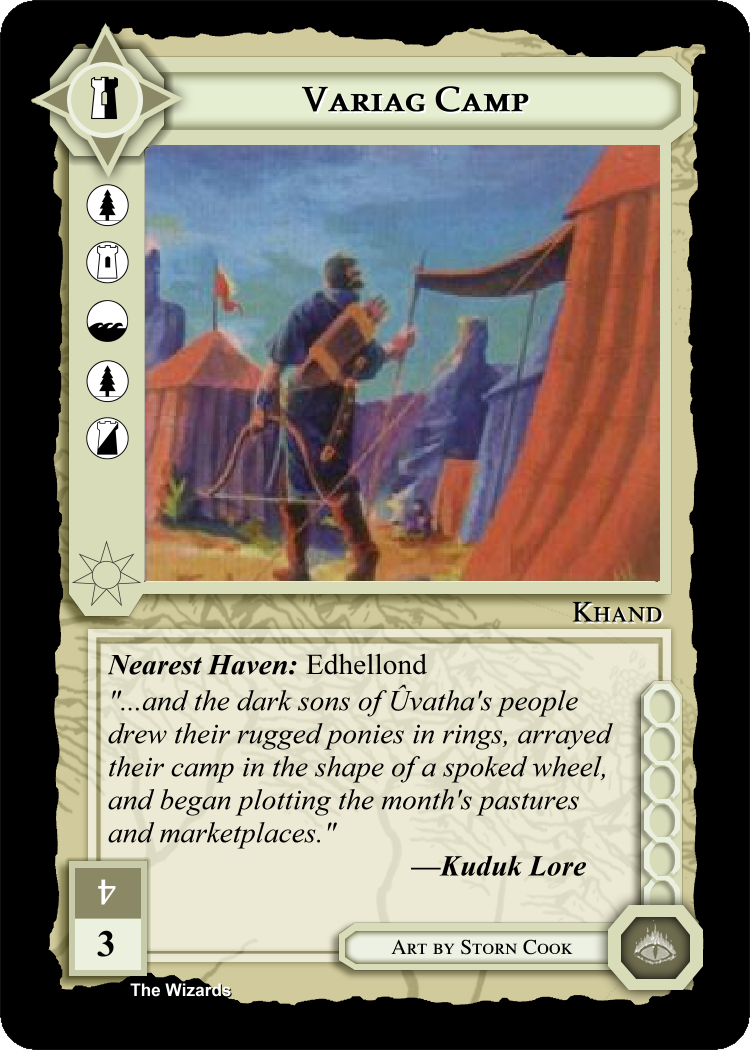 Variag Camp
Khand
Nearest Haven: Edhellond
"...and the dark sons of Ûvatha's people
drew their rugged ponies in rings, arrayed
their camp in the shape of a spoked wheel,
and began plotting the month's pastures
and marketplaces."
—Kuduk Lore
4
3
Art by Storn Cook
The Wizards